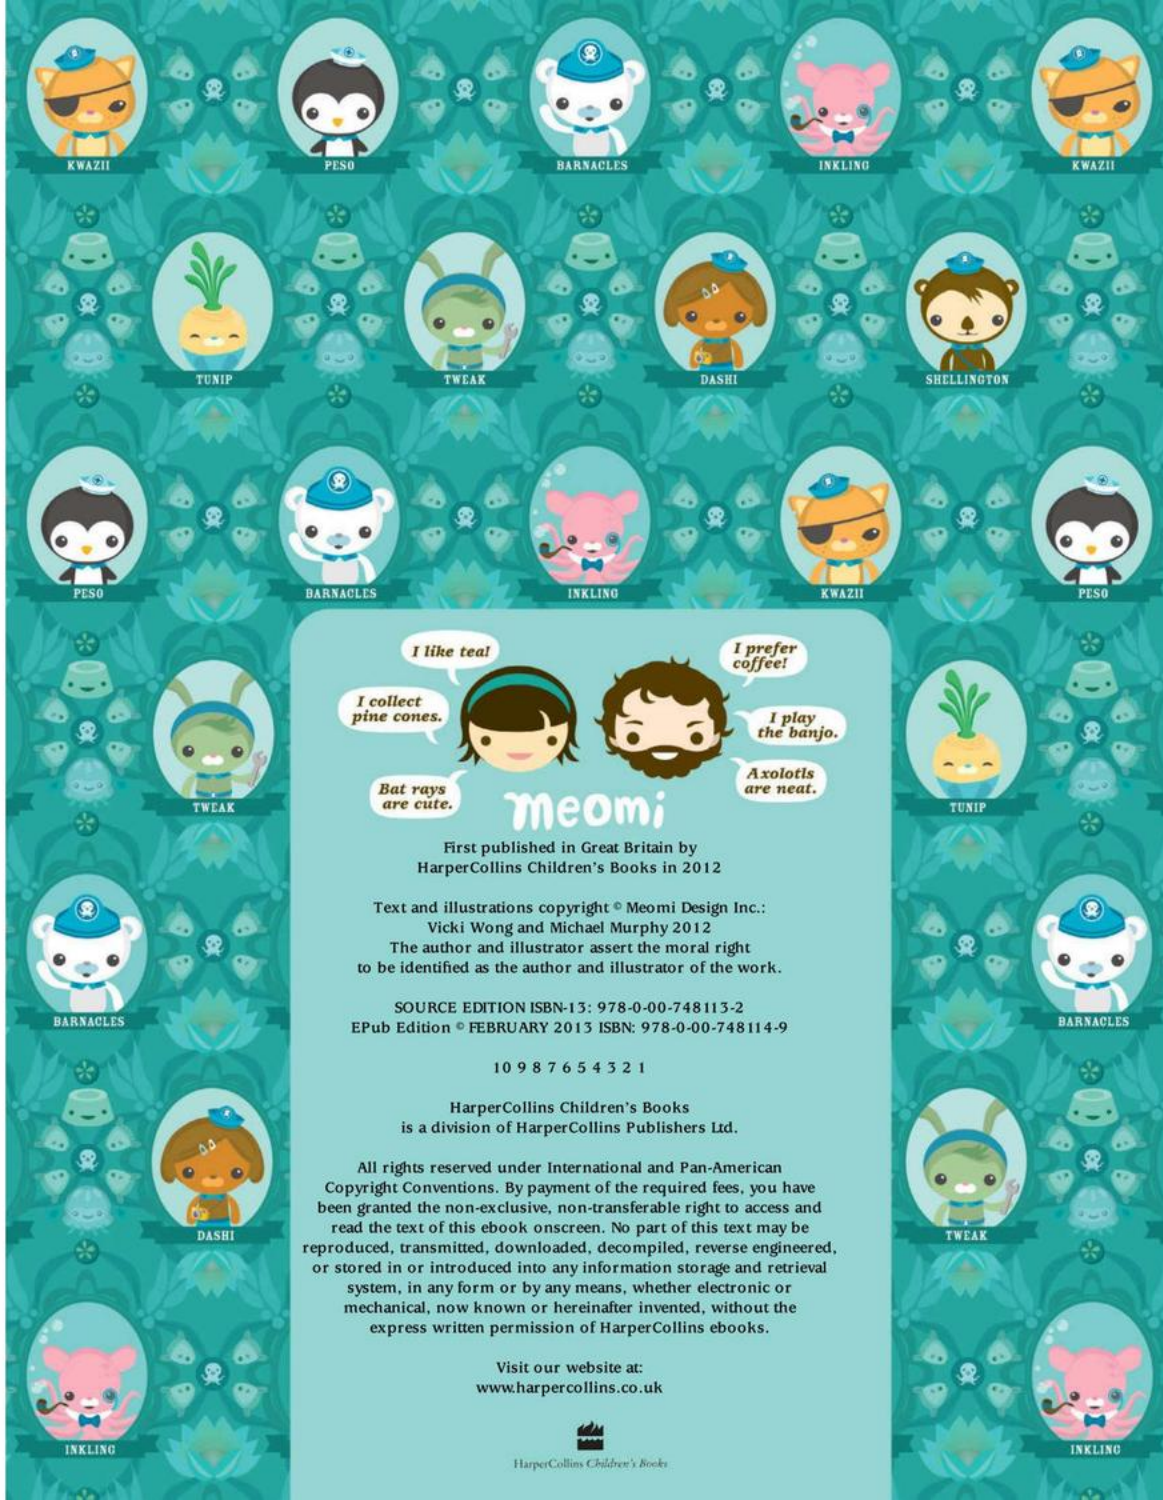 KWAZII PESO BARNACLES INKLING KWAZII
TUNIP TWEAK DASHI SHELLINGTON
PESO BARNACLES INKLING KWAZII PESO
I like tea!
I prefer
coffee!
I collect
pine cones.
I play
the banjo.
Bat rays
are cute.
Axolotls
are neat.
TWEAK
TUNIP
meomi
First published in Great Britain by
HarperCollins Children's Books in 2012
Text and illustrations copyright © Meomi Design Inc.:
Vicki Wong and Michael Murphy 2012
The author and illustrator assert the moral right
to be identified as the author and illustrator of the work.
SOURCE EDITION ISBN-13: 978-0-00-748113-2
EPub Edition © FEBRUARY 2013 ISBN: 978-0-00-748114-9
BARNACLES
BARNACLES
10 9 8 7 6 5 4 3 2 1
HarperCollins Children's Books
is a division of HarperCollins Publishers Ltd.
All rights reserved under International and Pan-American
Copyright Conventions. By payment of the required fees, you have
been granted the non-exclusive, non-transferable right to access and
read the text of this ebook onscreen. No part of this text may be
reproduced, transmitted, downloaded, decompiled, reverse engineered,
or stored in or introduced into any information storage and retrieval
system, in any form or by any means, whether electronic or
mechanical, now known or hereinafter invented, without the
express written permission of HarperCollins ebooks.
DASHI
TWEAK
Visit our website at:
www.harpercollins.co.uk
INKLING
INKLING
HarperCollins Children's Books